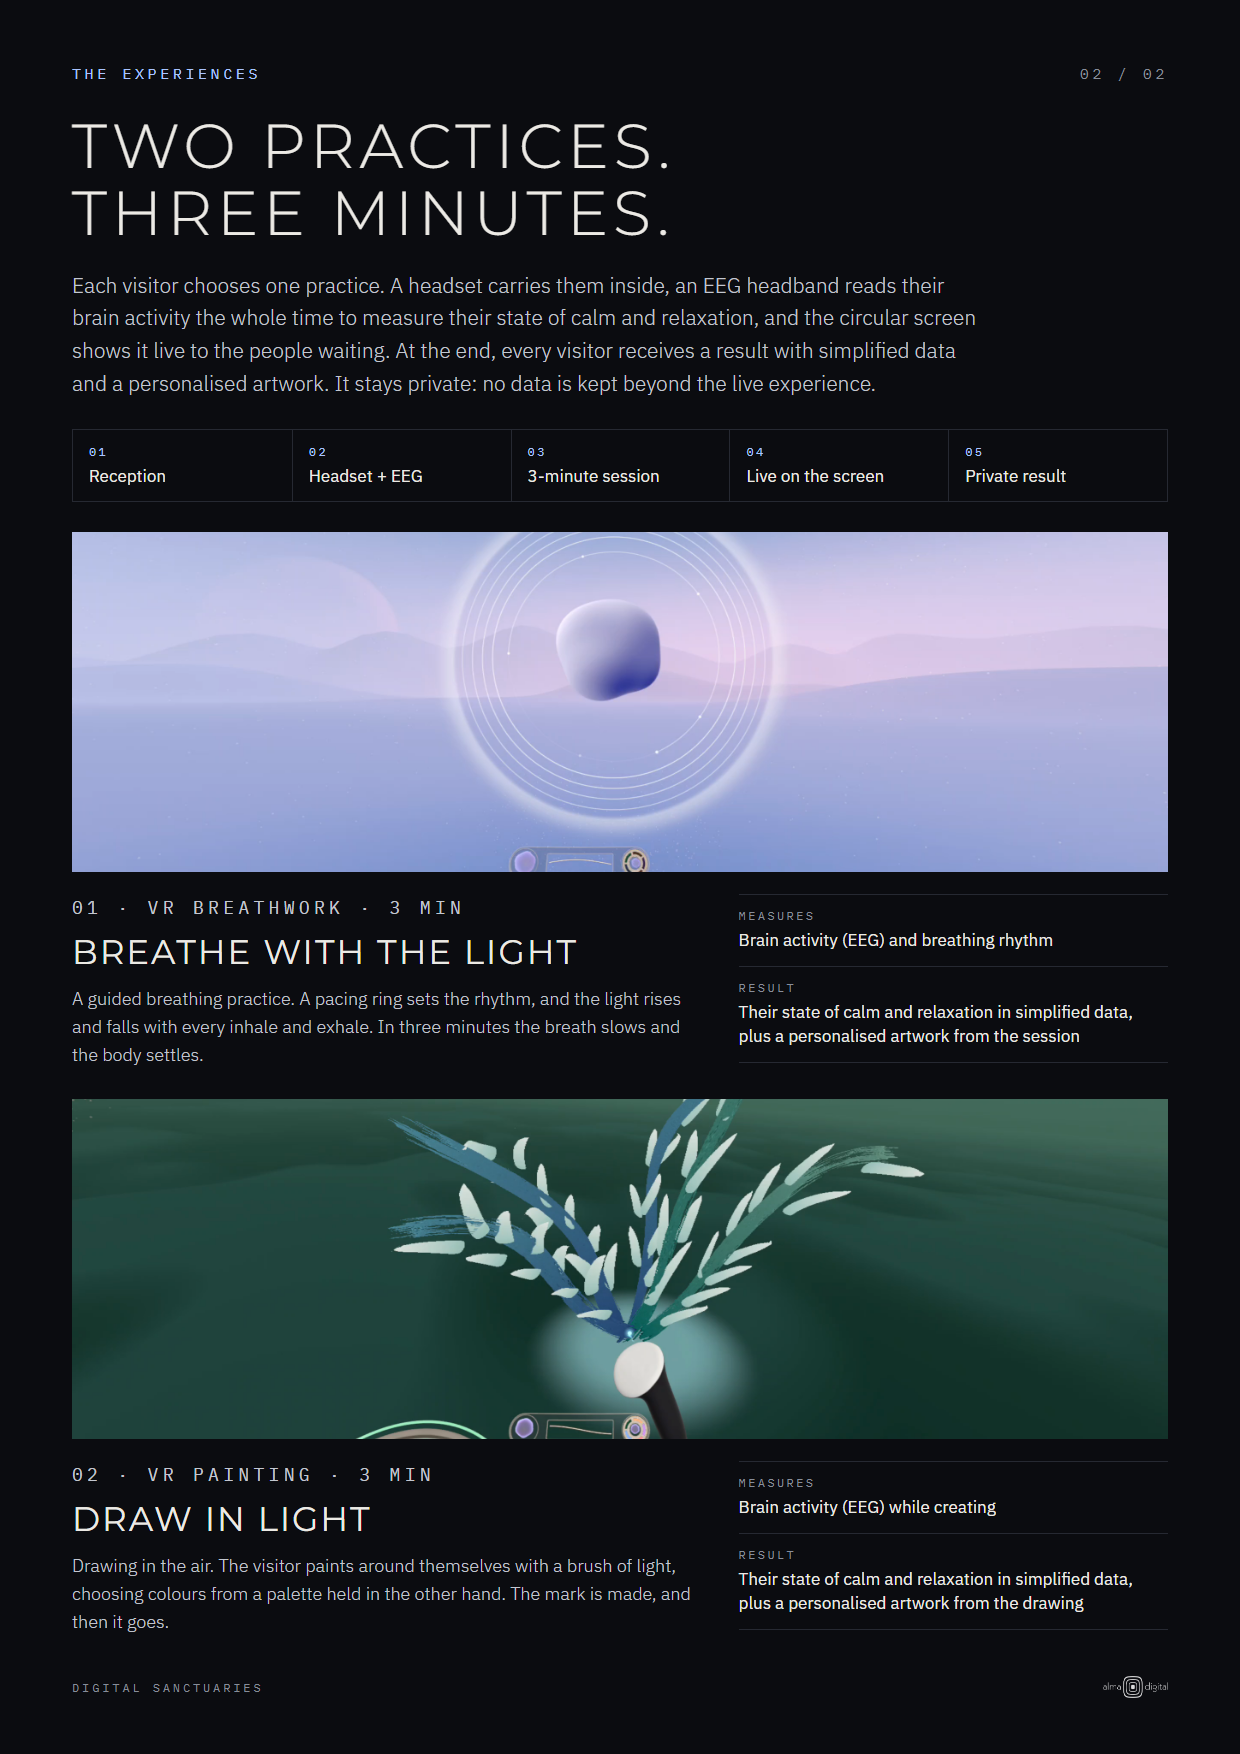 THE EXPERIENCES
02 / 02
TWO PRACTICES.
THREE MINUTES.
Each visitor chooses one practice. A headset carries them inside, an EEG headband reads their
brain activity the whole time to measure their state of calm and relaxation, and the circular screen
shows it live to the people waiting. At the end, every visitor receives a result with simplified data
and a personalised artwork. It stays private: no data is kept beyond the live experience.
01
Reception
02
Headset + EEG
03
3-minute session
04
Live on the screen
05
Private result
01 · VR BREATHWORK · 3 MIN
BREATHE WITH THE LIGHT
A guided breathing practice. A pacing ring sets the rhythm, and the light rises
and falls with every inhale and exhale. In three minutes the breath slows and
the body settles.
MEASURES
Brain activity (EEG) and breathing rhythm
RESULT
Their state of calm and relaxation in simplified data,
plus a personalised artwork from the session
02 · VR PAINTING · 3 MIN
DRAW IN LIGHT
Drawing in the air. The visitor paints around themselves with a brush of light,
choosing colours from a palette held in the other hand. The mark is made, and
then it goes.
MEASURES
Brain activity (EEG) while creating
RESULT
Their state of calm and relaxation in simplified data,
plus a personalised artwork from the drawing
DIGITAL SANCTUARIES
alma digital